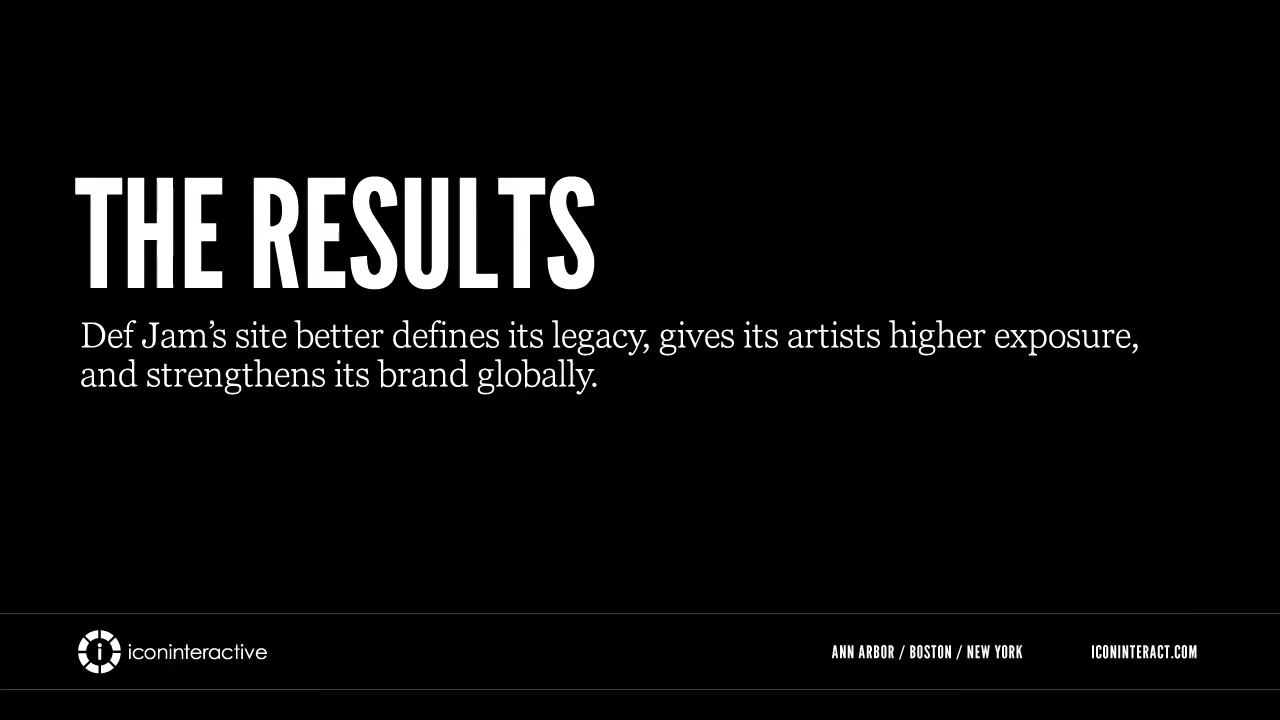 THE RESULTS
Def Jam’s site better defines its legacy, gives its artists higher exposure,
and strengthens its brand globally.
iconinteractive
ANN ARBOR / BOSTON / NEW YORK
ICONINTERACT.COM